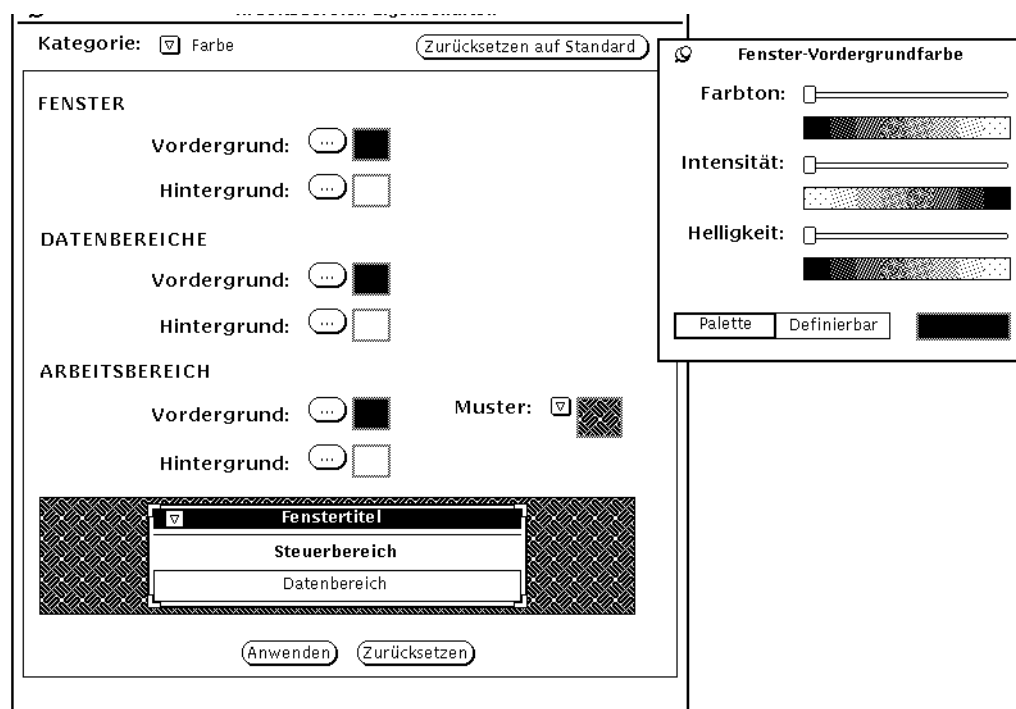 Kategorie: Farbe
Zurücksetzen auf Standard
FENSTER
Vordergrund: ...
Hintergrund: ...
DATENBEREICHE
Vordergrund: ...
Hintergrund: ...
ARBEITSBEREICH
Vordergrund: ...
Muster:
Hintergrund: ...
Fenstertitel
Steuerbereich
Datenbereich
Anwenden
Zurücksetzen
Fenster-Vordergrundfarbe
Farbton:
Intensität:
Helligkeit:
Palette
Definierbar